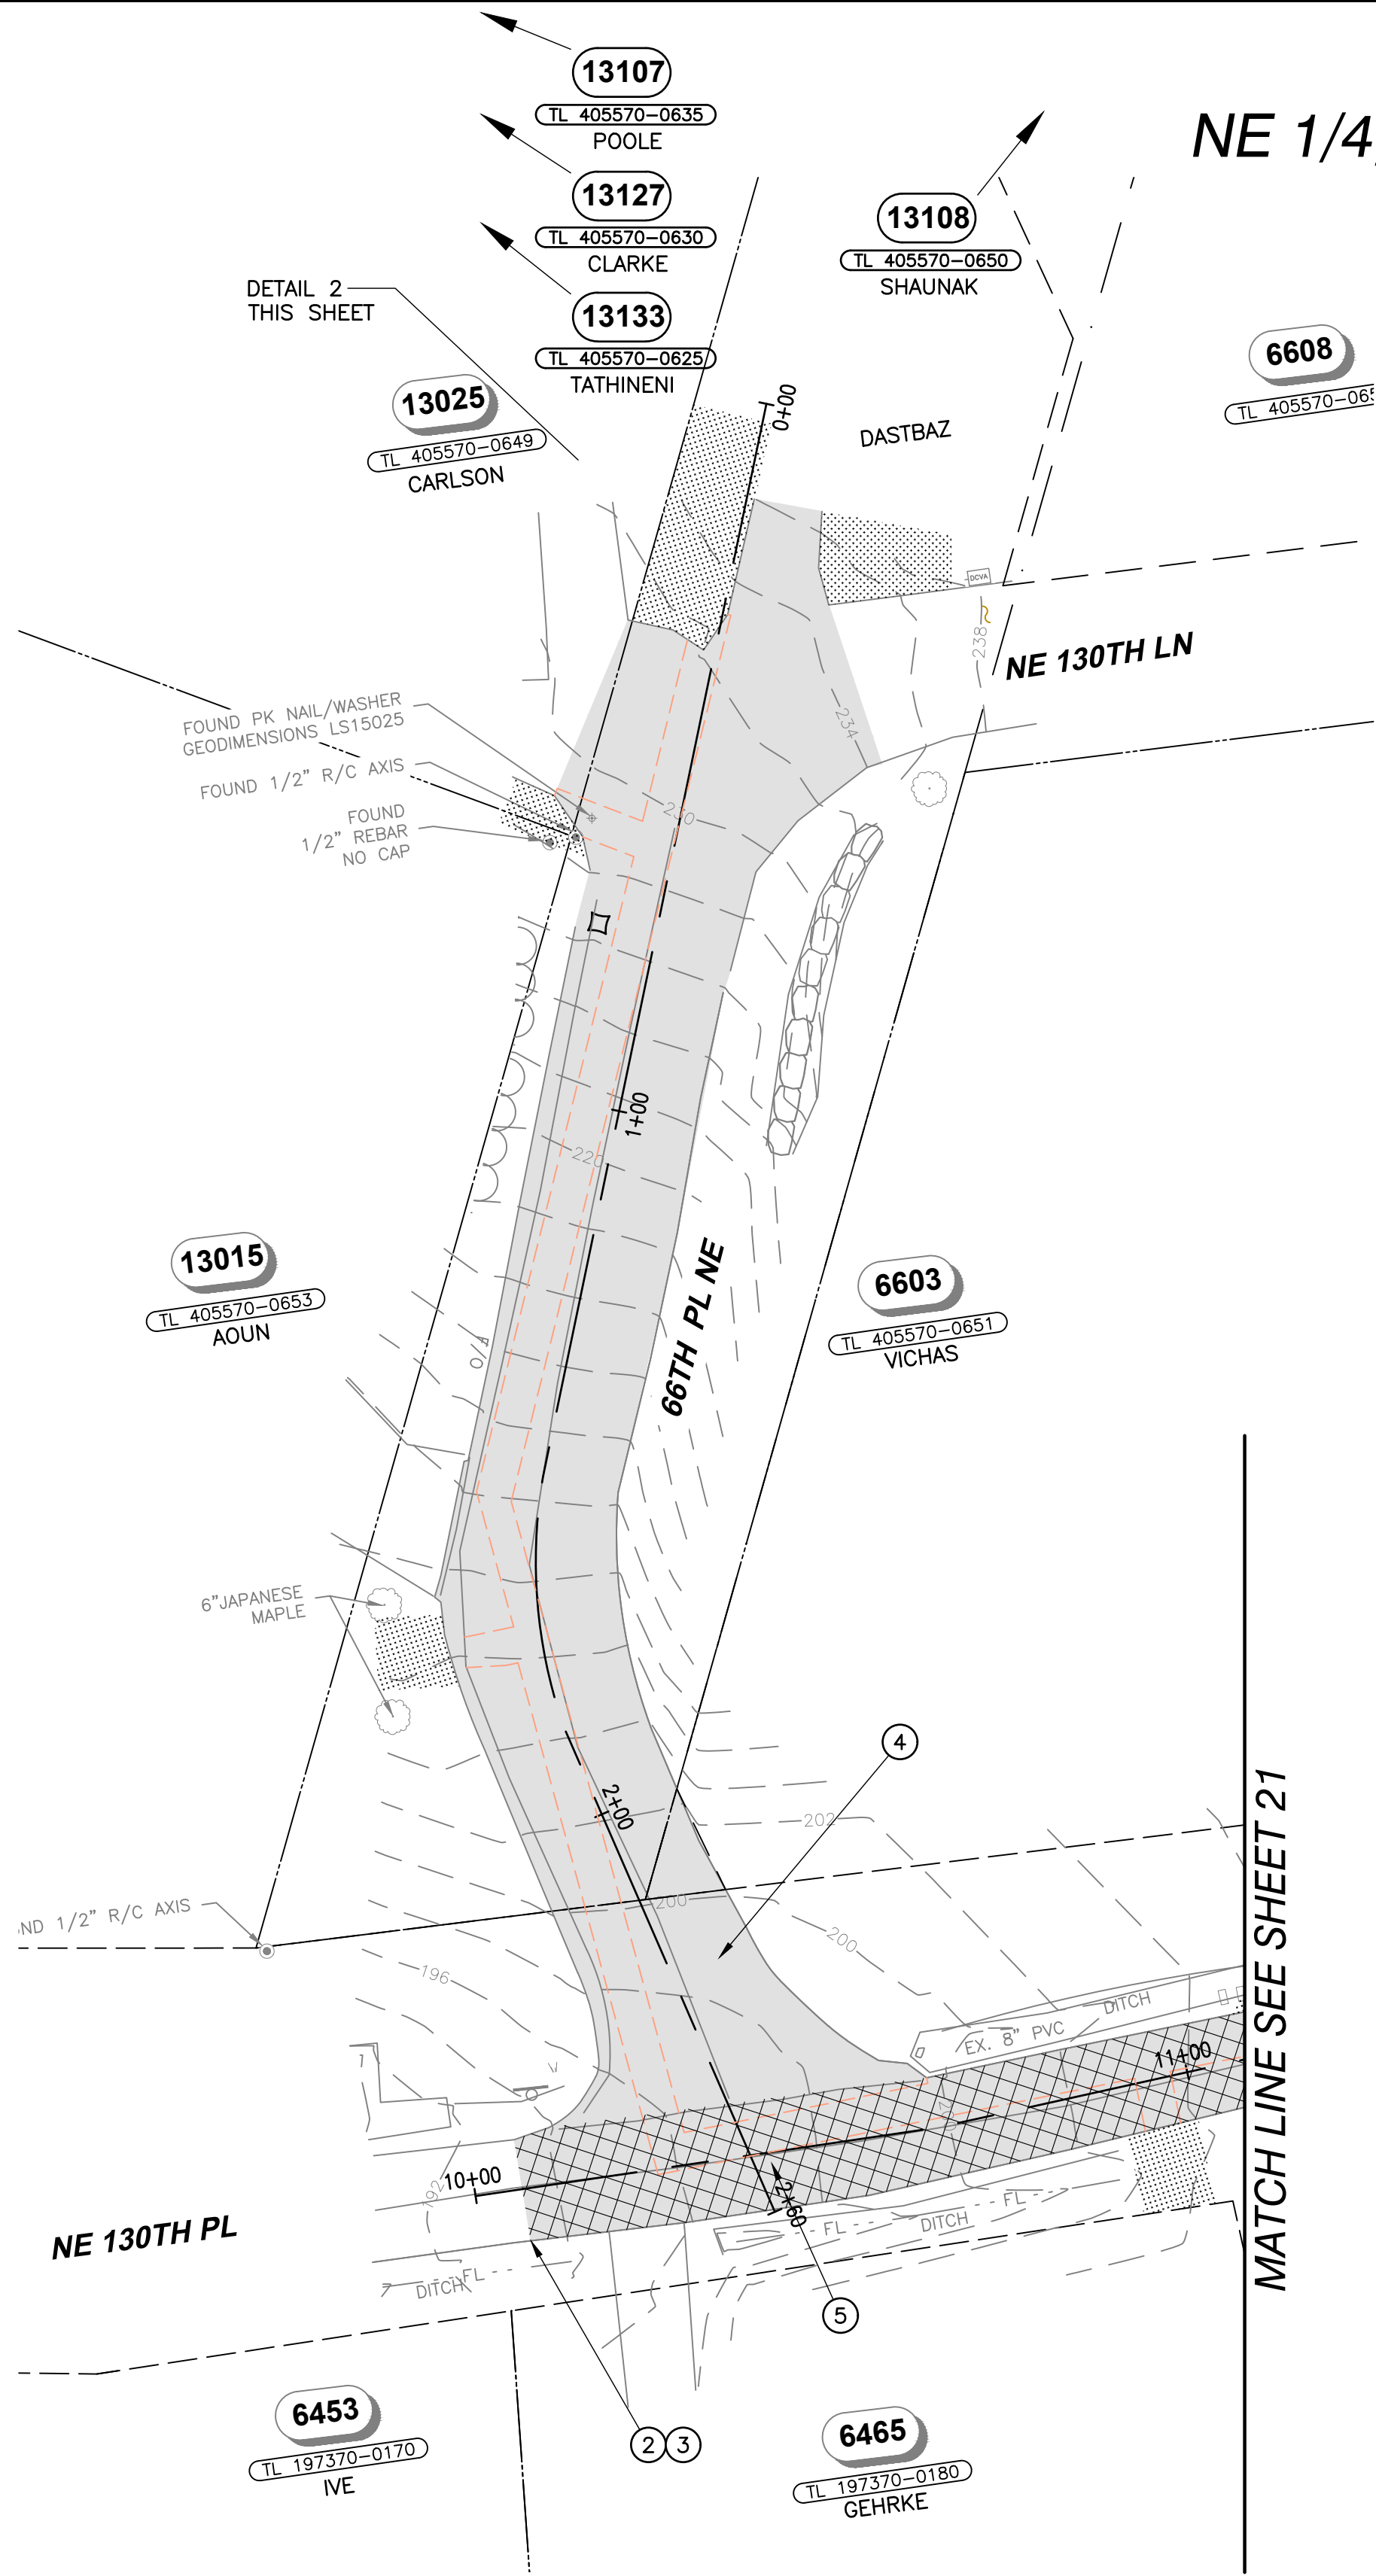 13107
TL 405570-0635
POOLE
NE 1/4,
13127
TL 405570-0630
CLARKE
13108
TL 405570-0650
SHAUNAK
DETAIL 2
THIS SHEET
13133
TL 405570-0625
TATHINENI
6608
TL 405570-065
13025
TL 405570-0649
CARLSON
0+00
DASTBAZ
DCVA
238
NE 130TH LN
FOUND PK NAIL/WASHER
GEODIMENSIONS LS15025
234
FOUND 1/2" R/C AXIS
230
FOUND
1/2" REBAR
NO CAP
1+00
220
13015
TL 405570-0653
AOUN
66TH PL NE
6603
TL 405570-0651
VICHAS
O/A
6"JAPANESE
MAPLE
4
2+00
202
MATCH LINE SEE SHEET 21
ND 1/2" R/C AXIS
200
200
196
DITCH
EX. 8" PVC
11+00
10+00
192
2+60
NE 130TH PL
FL
FL
DITCH
FL
DITCH
5
6453
TL 197370-0170
IVE
2
3
6465
TL 197370-0180
GEHRKE